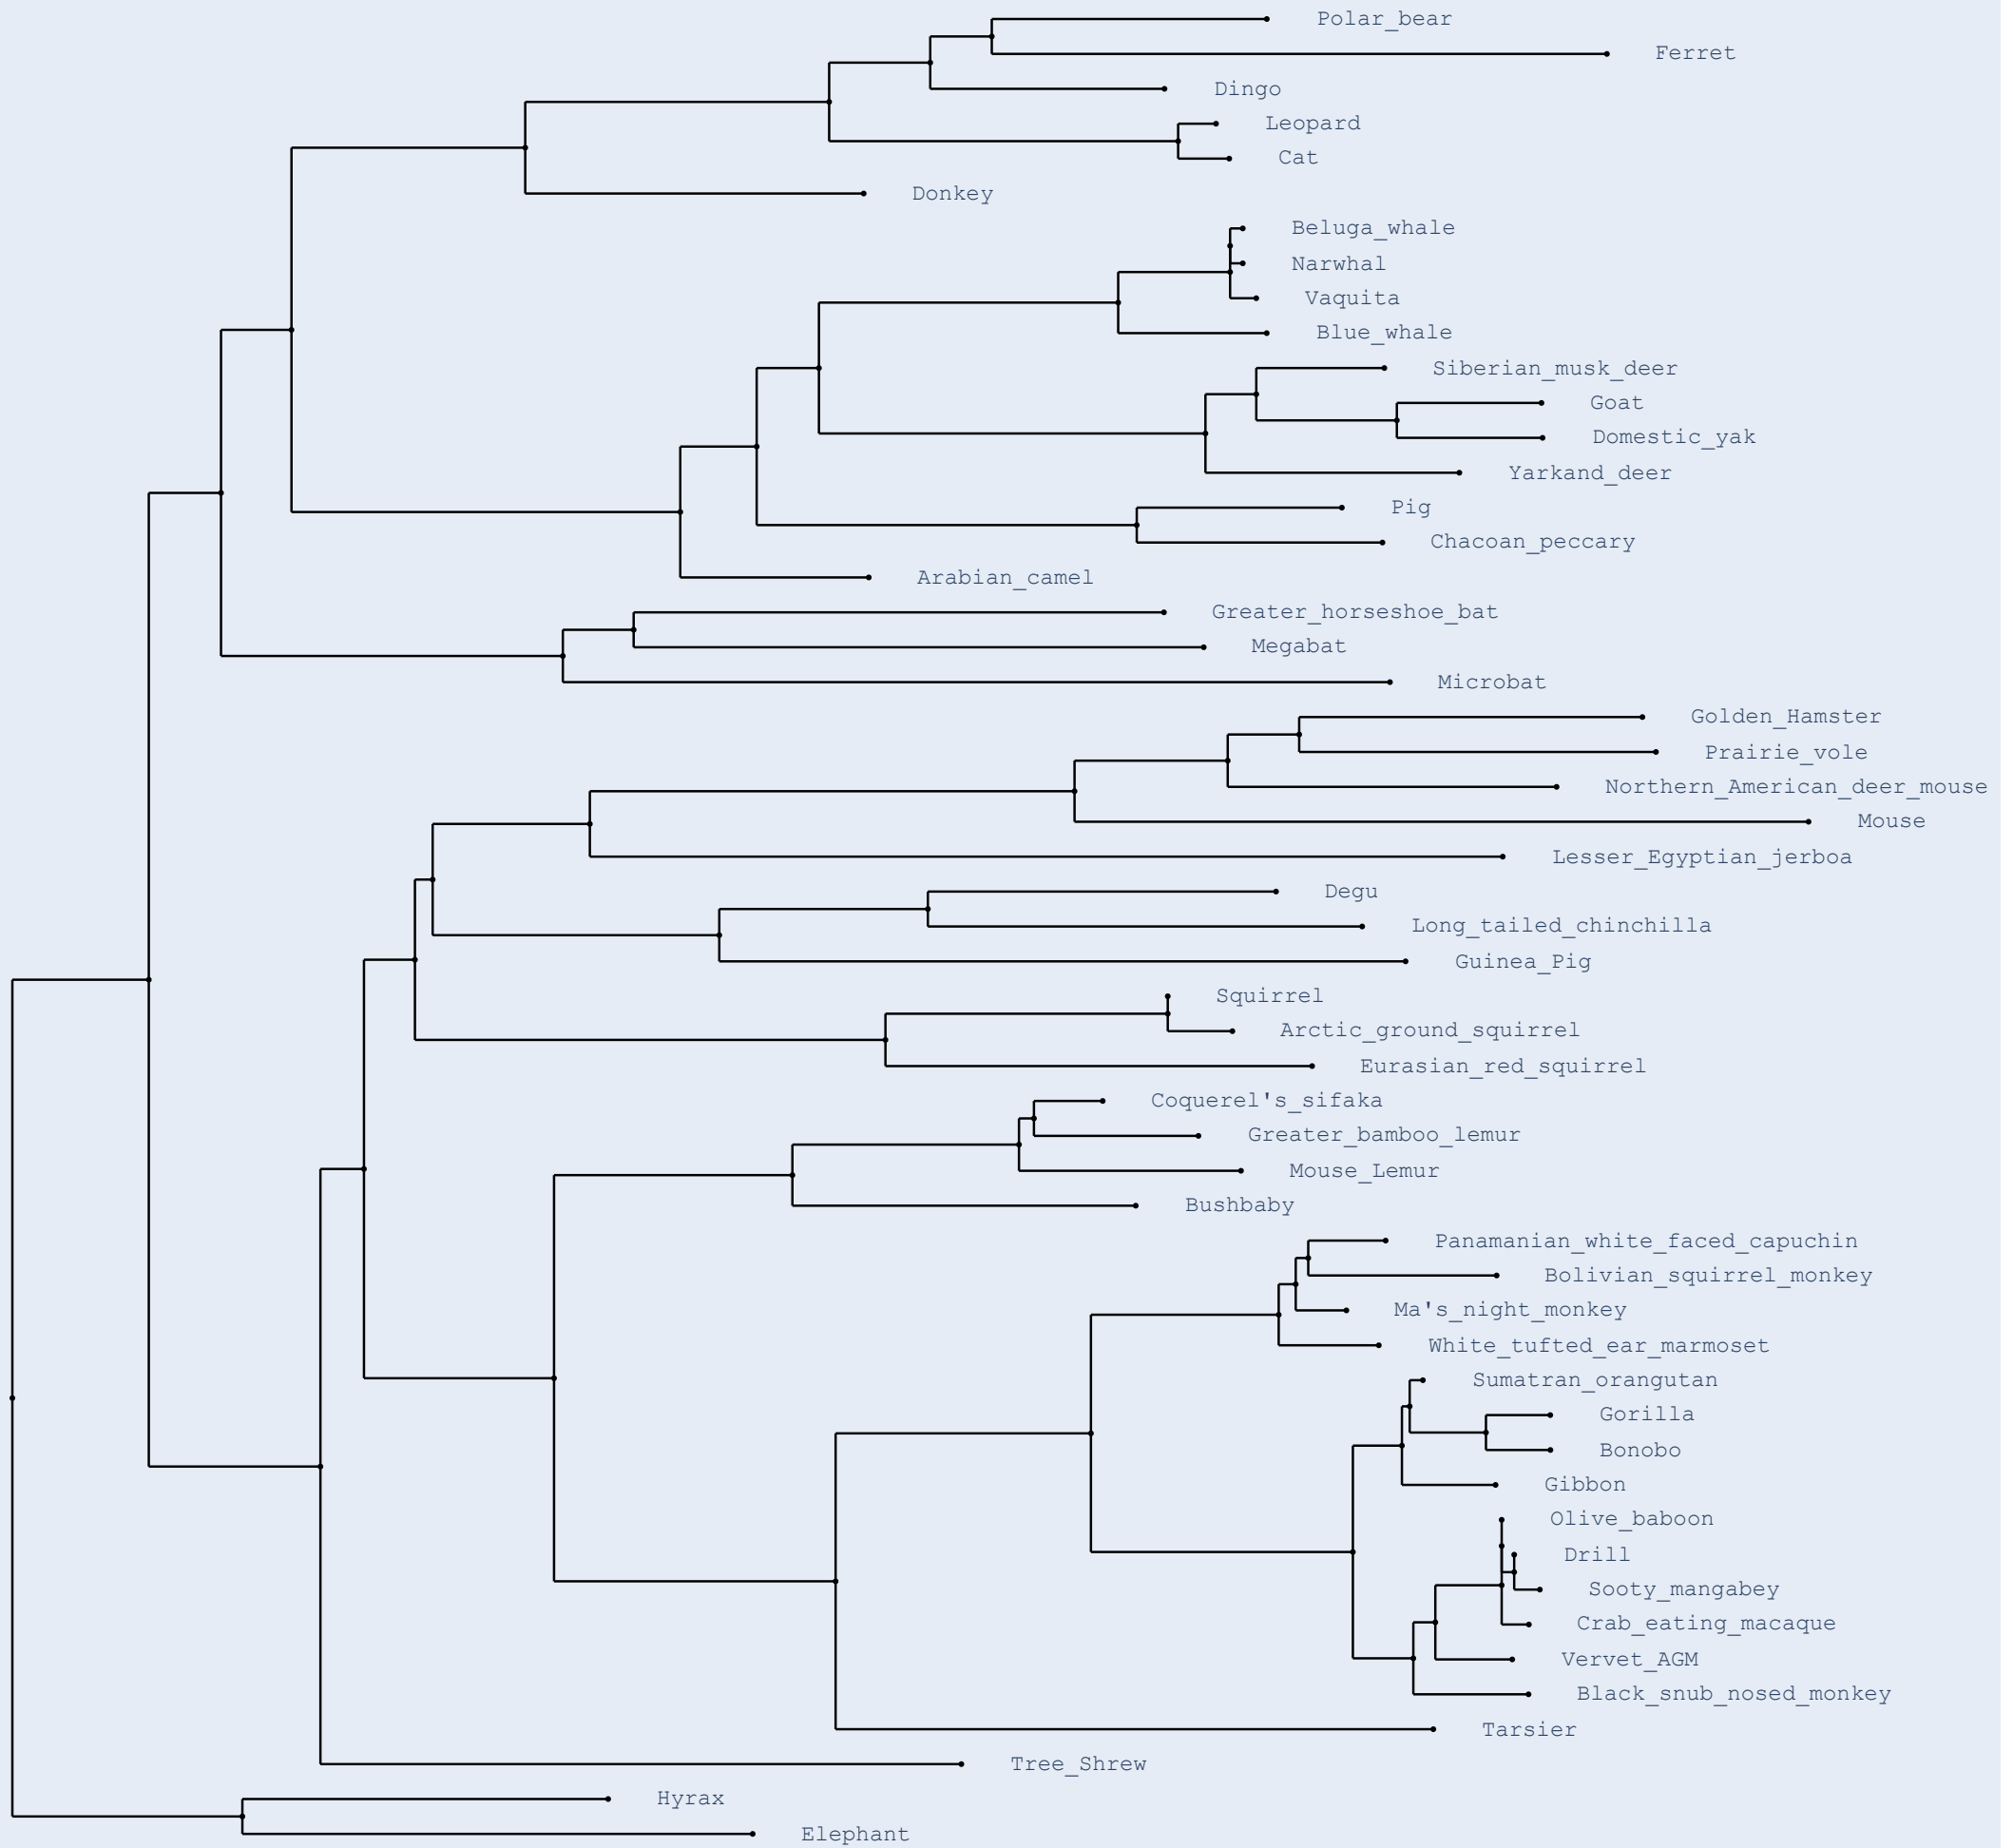 Polar_bear
Ferret
Dingo
Leopard
Cat
Donkey
Beluga_whale
Narwhal
Vaquita
Blue_whale
Siberian_musk_deer
Goat
Domestic_yak
Yarkand_deer
Pig
Chacoan_peccary
Arabian_camel
Greater_horseshoe_bat
Megabat
Microbat
Golden_Hamster
Prairie_vole
Northern_American_deer_mouse
Mouse
Lesser_Egyptian_jerboa
Degu
Long_tailed_chinchilla
Guinea_Pig
Squirrel
Arctic_ground_squirrel
Eurasian_red_squirrel
Coquerel's_sifaka
Greater_bamboo_lemur
Mouse_Lemur
Bushbaby
Panamanian_white_faced_capuchin
Bolivian_squirrel_monkey
Ma's_night_monkey
White_tufted_ear_marmoset
Sumatran_orangutan
Gorilla
Bonobo
Gibbon
Olive_baboon
Drill
Sooty_mangabey
Crab_eating_macaque
Vervet_AGM
Black_snub_nosed_monkey
Tarsier
Tree_Shrew
Hyrax
Elephant